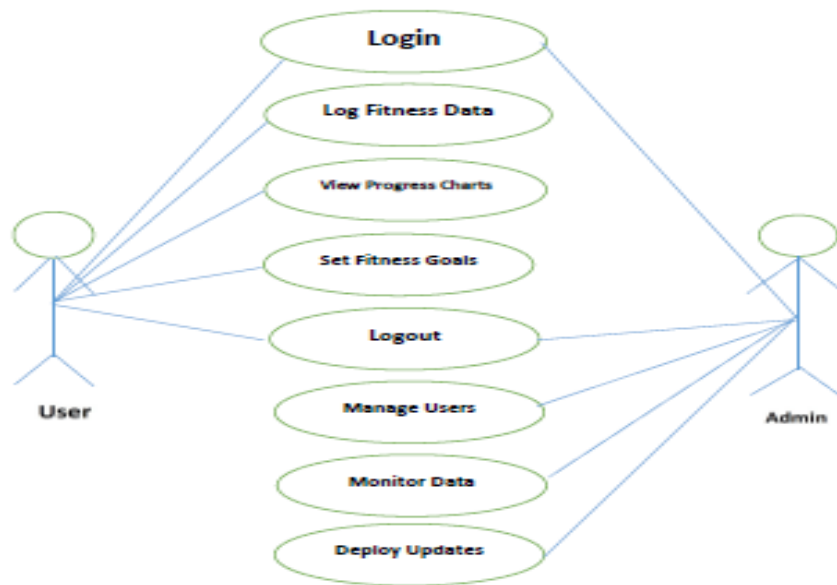 Login
Log Fitness Data
View Progress Charts
Set Fitness Goals
Logout
User
Manage Users
Admin
Monitor Data
Deploy Updates